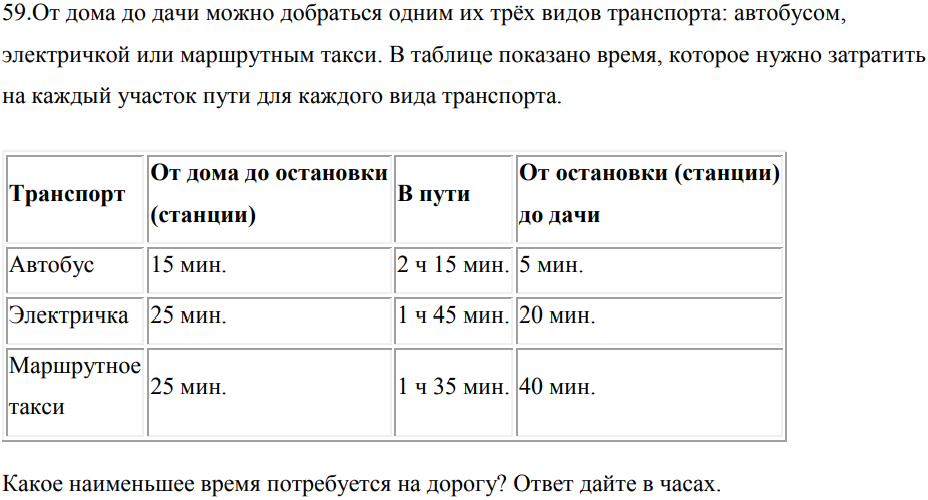 59.От дома до дачи можно добраться одним их трёх видов транспорта: автобусом,
электричкой или маршрутным такси. В таблице показано время, которое нужно затратить
на каждый участок пути для каждого вида транспорта.
Транспорт
От дома до остановки
(станции)
В пути
От остановки (станции)
до дачи
Автобус
15 мин.
2 ч 15 мин.
5 мин.
Электричка
25 мин.
1 ч 45 мин.
20 мин.
Маршрутное
такси
25 мин.
1 ч 35 мин.
40 мин.
Какое наименьшее время потребуется на дорогу? Ответ дайте в часах.